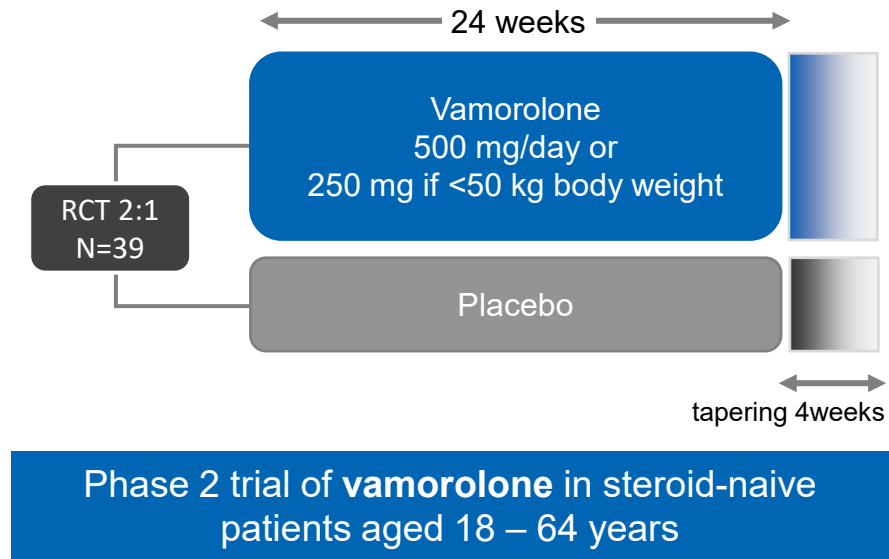 24 weeks
Vamorolone
500 mg/day or
250 mg if <50 kg body weight
RCT 2:1
N=39
Placebo
tapering 4weeks
Phase 2 trial of vamorolone in steroid-naive
patients aged 18 – 64 years